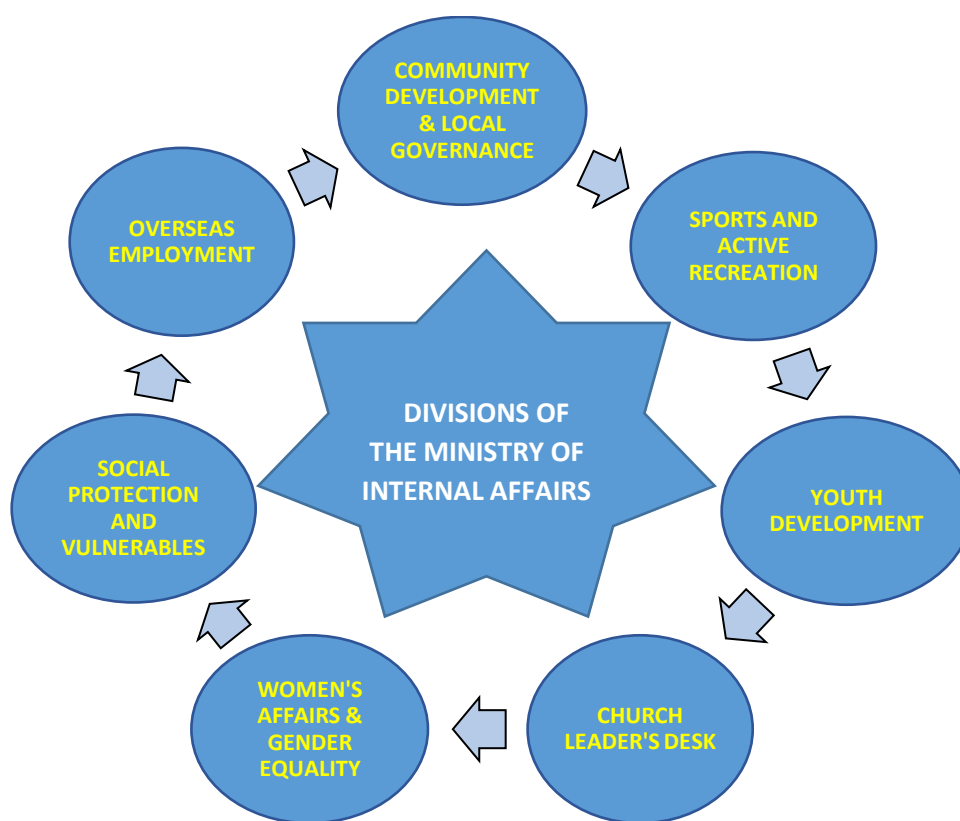 COMMUNITY
DEVELOPMENT
& LOCAL
GOVERNANCE
SPORTS AND
ACTIVE
RECREATION
YOUTH
DEVELOPMENT
CHURCH
LEADER'S DESK
WOMEN'S
AFFAIRS &
GENDER
EQUALITY
SOCIAL
PROTECTION
AND
VULNERABLES
OVERSEAS
EMPLOYMENT
DIVISIONS OF
THE MINISTRY OF
INTERNAL AFFAIRS